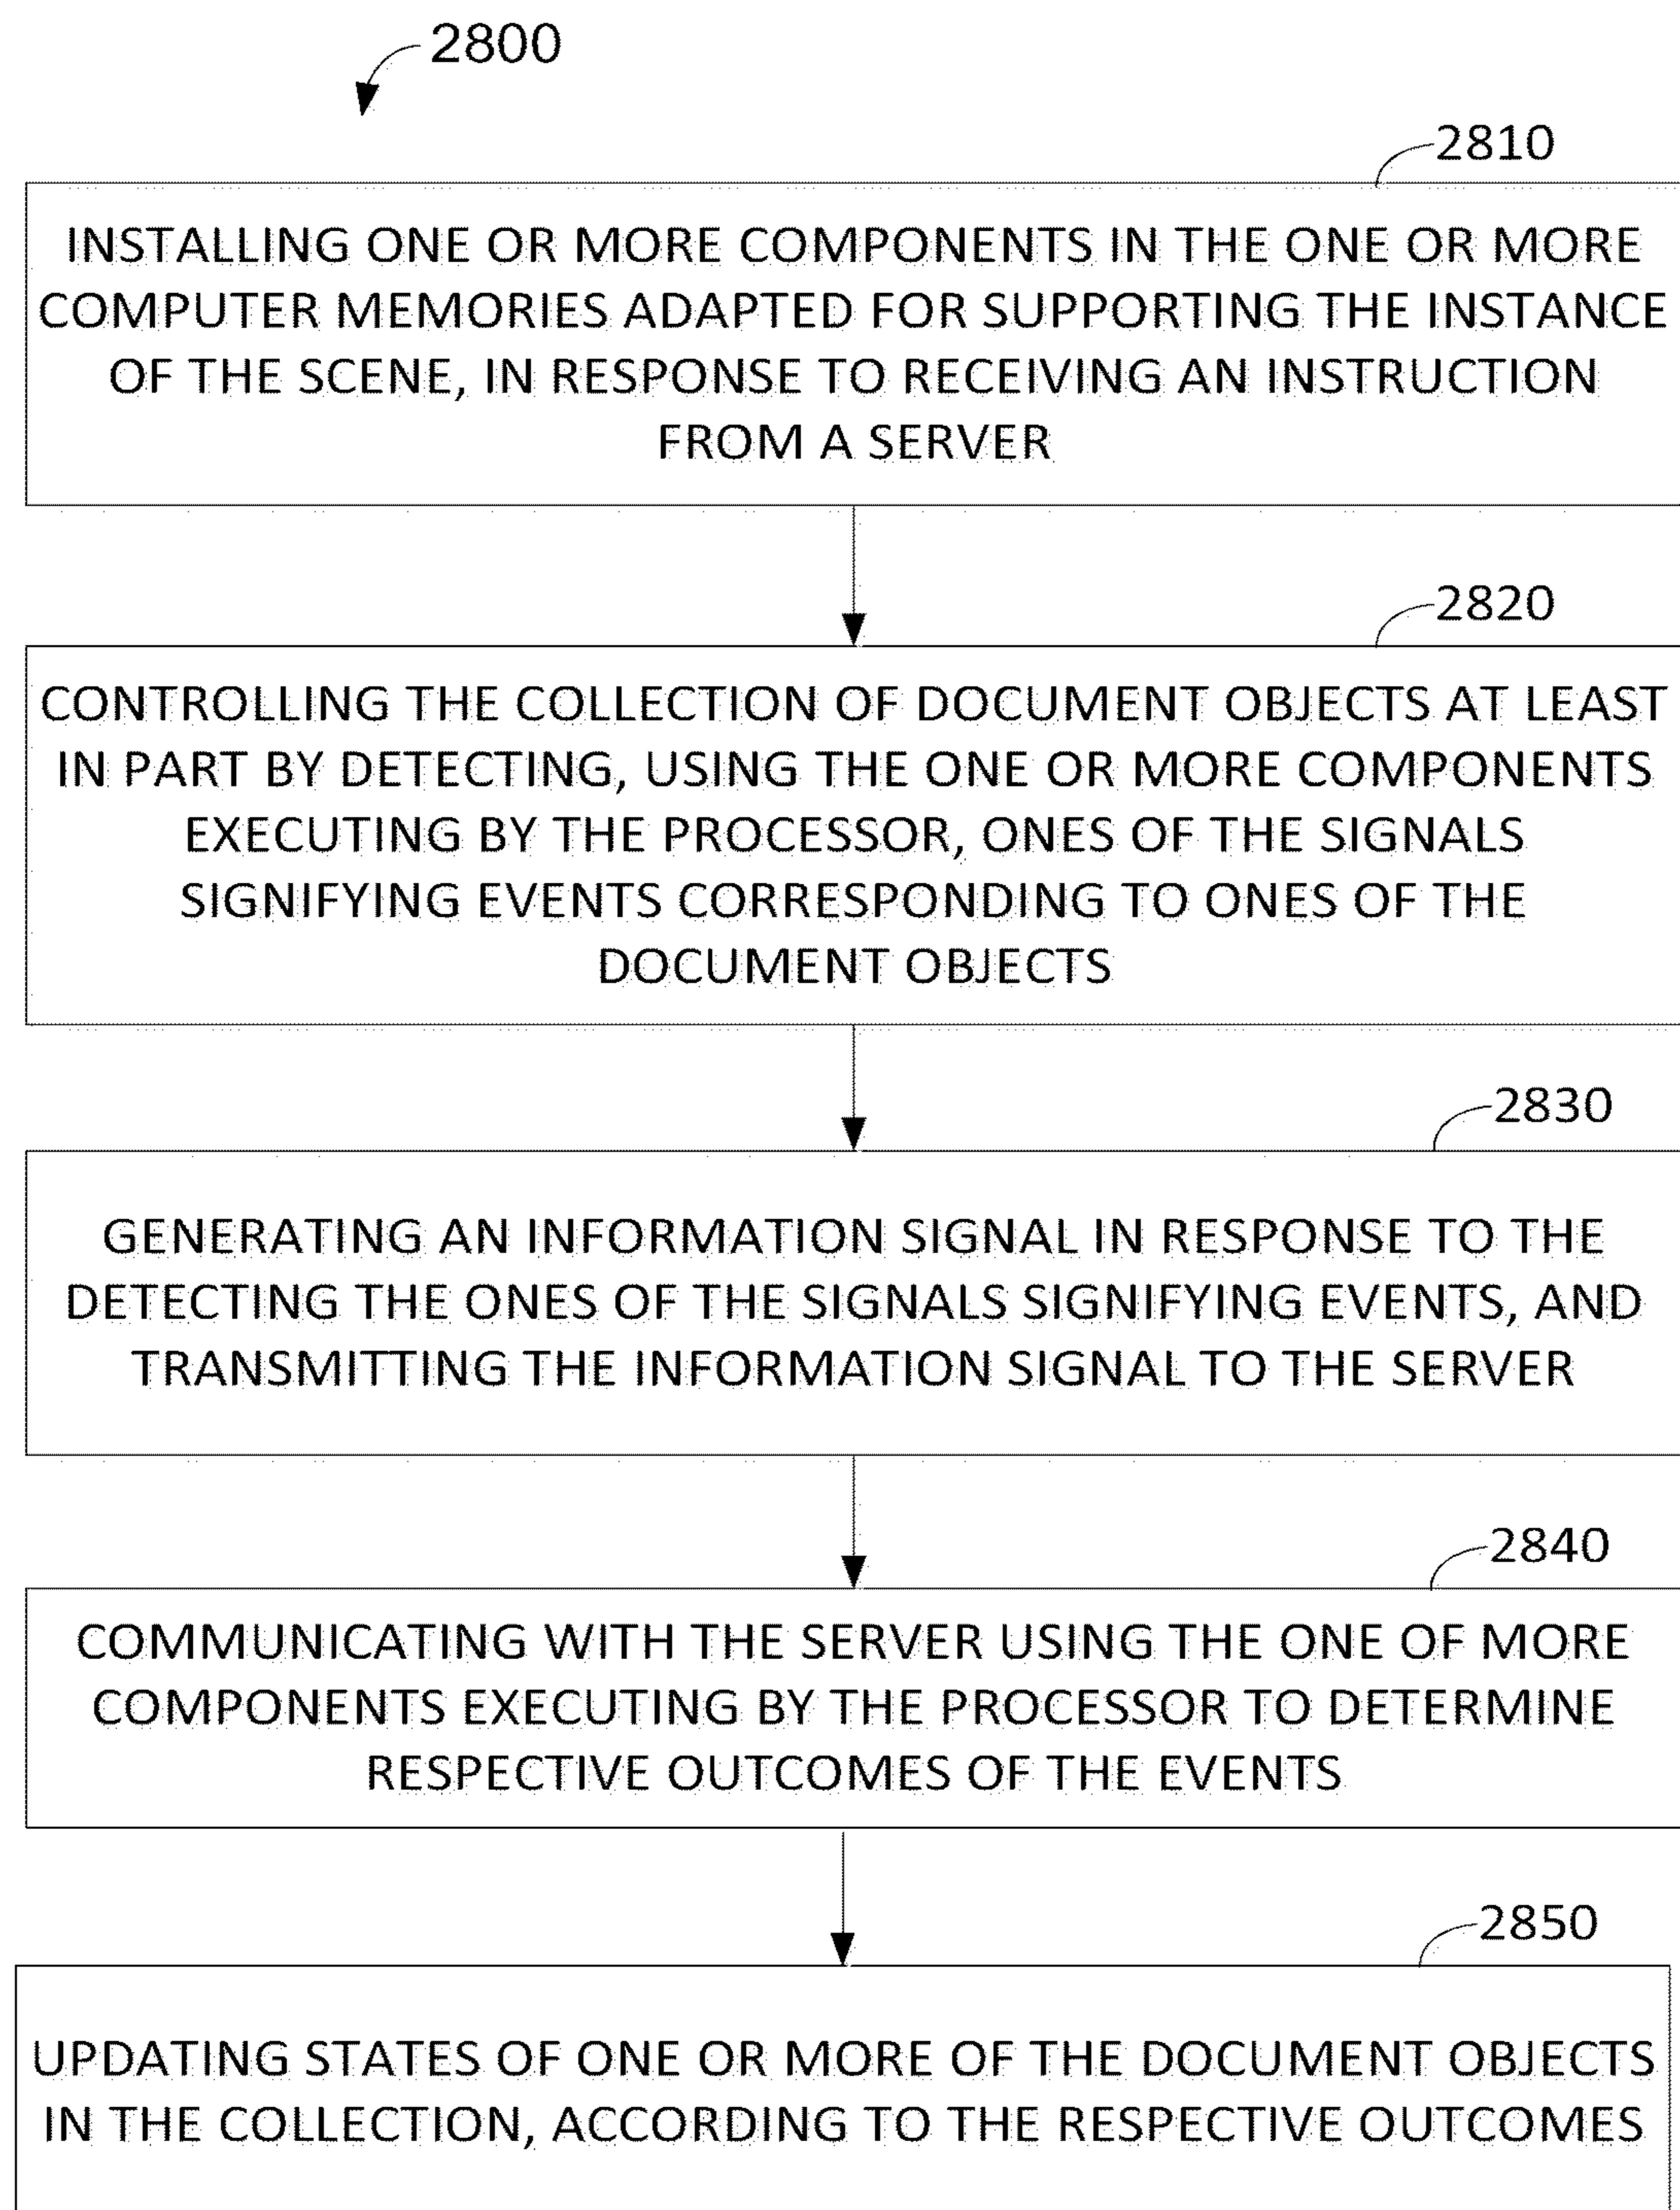 2800
2810
INSTALLING ONE OR MORE COMPONENTS IN THE ONE OR MORE
COMPUTER MEMORIES ADAPTED FOR SUPPORTING THE INSTANCE
OF THE SCENE, IN RESPONSE TO RECEIVING AN INSTRUCTION
FROM A SERVER
2820
CONTROLLING THE COLLECTION OF DOCUMENT OBJECTS AT LEAST
IN PART BY DETECTING, USING THE ONE OR MORE COMPONENTS
EXECUTING BY THE PROCESSOR, ONES OF THE SIGNALS
SIGNIFYING EVENTS CORRESPONDING TO ONES OF THE
DOCUMENT OBJECTS
2830
GENERATING AN INFORMATION SIGNAL IN RESPONSE TO THE
DETECTING THE ONES OF THE SIGNALS SIGNIFYING EVENTS, AND
TRANSMITTING THE INFORMATION SIGNAL TO THE SERVER
2840
COMMUNICATING WITH THE SERVER USING THE ONE OF MORE
COMPONENTS EXECUTING BY THE PROCESSOR TO DETERMINE
RESPECTIVE OUTCOMES OF THE EVENTS
2850
UPDATING STATES OF ONE OR MORE OF THE DOCUMENT OBJECTS
IN THE COLLECTION, ACCORDING TO THE RESPECTIVE OUTCOMES